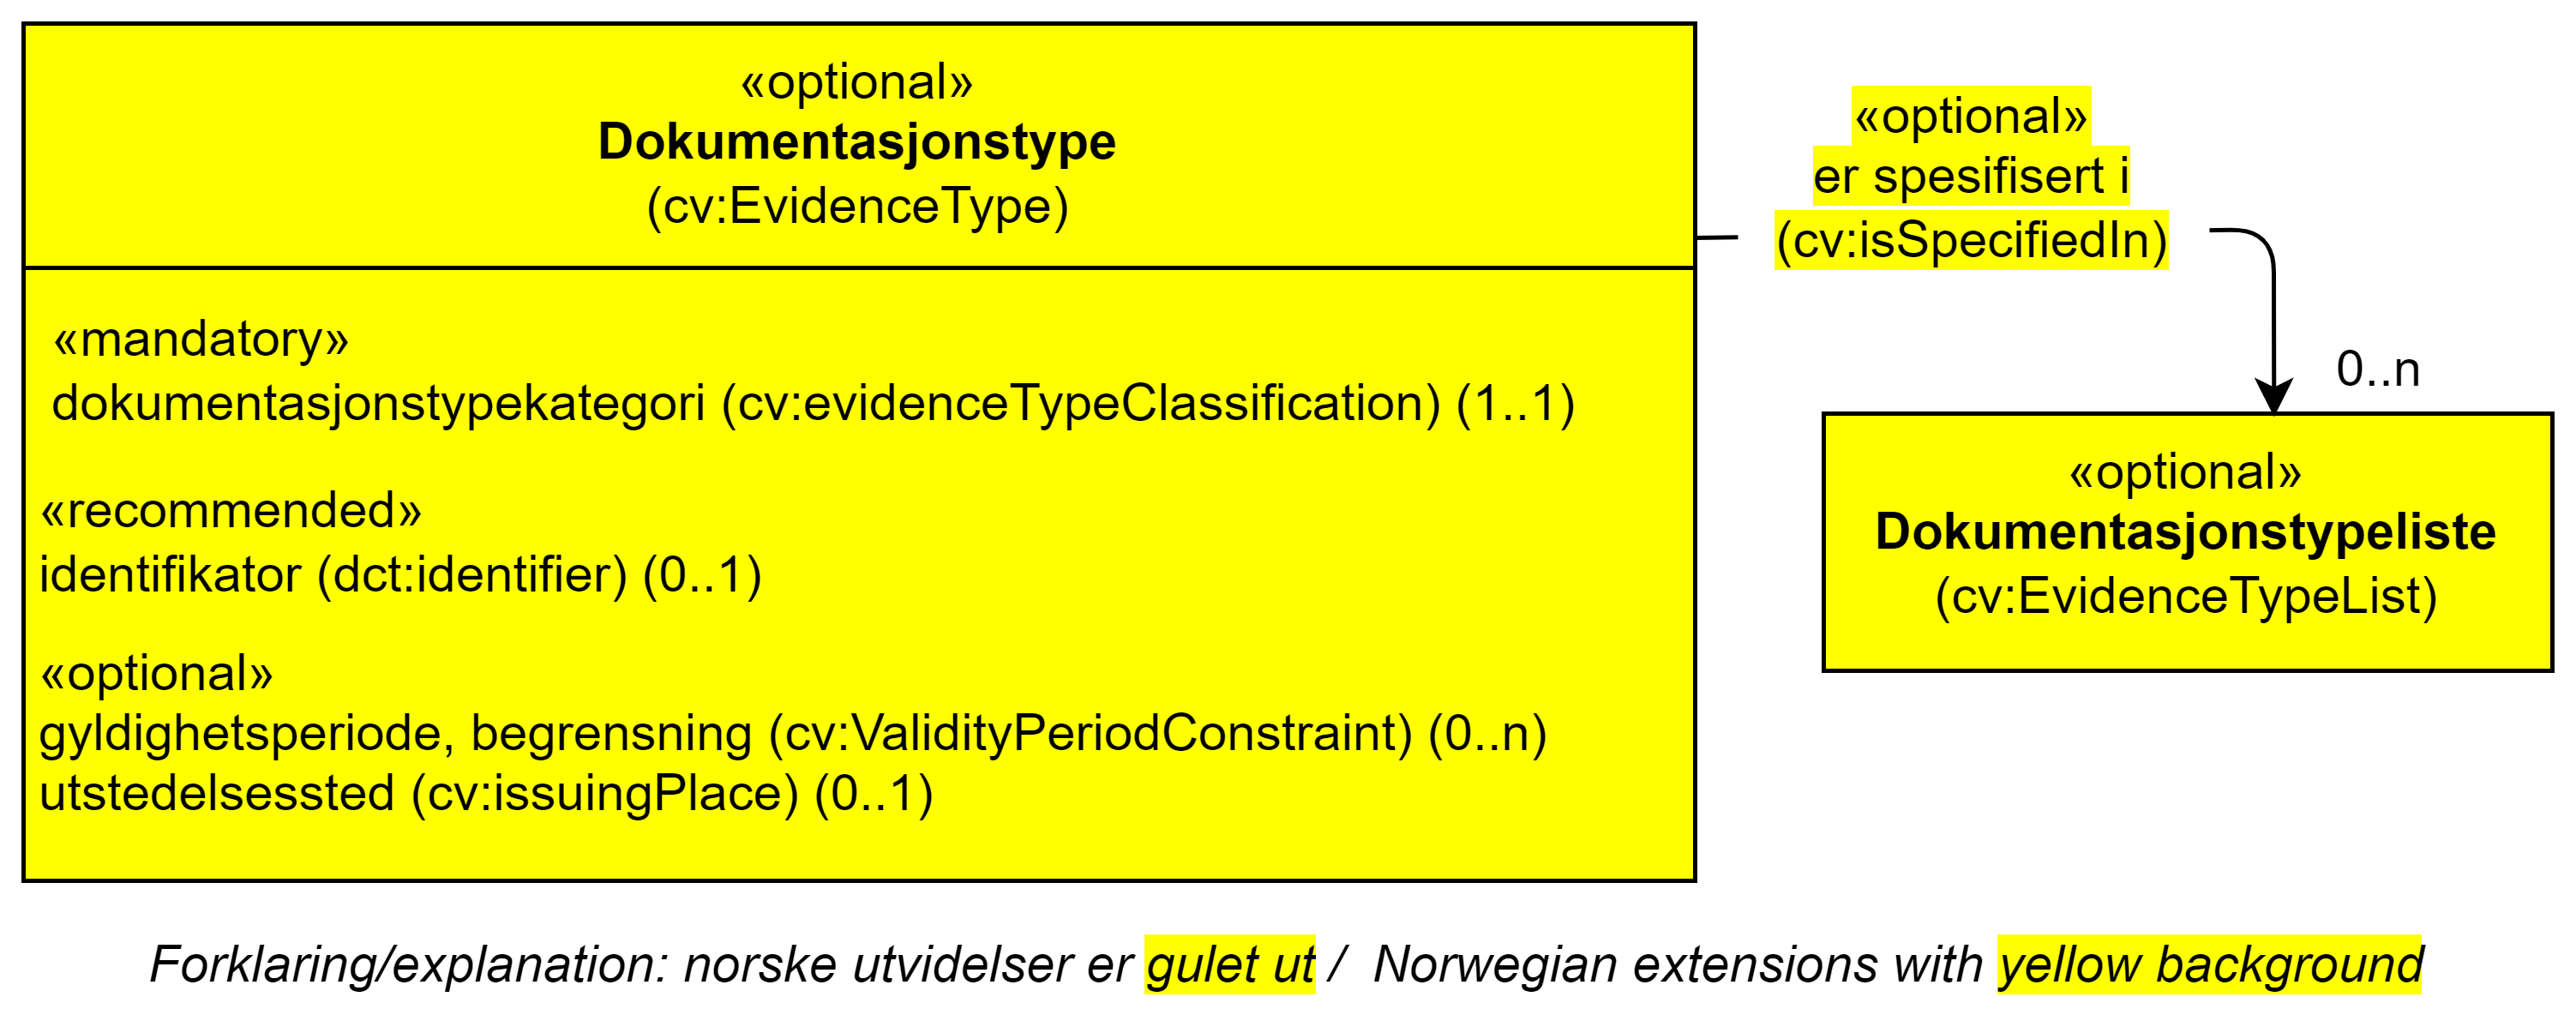 «optional»
Dokumentasjonstype
(cv:EvidenceType)
«mandatory»
dokumentasjonstypekategori (cv:evidenceTypeClassification) (1..1)
«recommended»
identifikator (dct:identifier) (0..1)
«optional»
gyldighetsperiode, begrensning (cv:ValidityPeriodConstraint) (0..n)
utstedelsessted (cv:issuingPlace) (0..1)
«optional»
er spesifisert i
(cv:isSpecifiedIn)
0..n
«optional»
Dokumentasjonstypeliste
(cv:EvidenceTypeList)
Forklaring/explanation: norske utvidelser er gulet ut / Norwegian extensions with yellow background